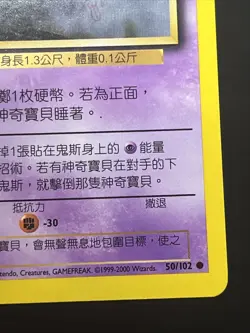 身長1.3公尺，體重0.1公斤
擲1枚硬幣。若為正面，
神奇寶貝睡著。.
掉1張貼在鬼斯身上的 能量
招術。若有神奇寶貝在對手的下
鬼斯，就擊倒那隻神奇寶貝。
抵抗力 撤退
-30
寶貝，會無聲無息地包圍目標，使之
ntendo, Creatures, GAMEFREAK. ©1999-2000 Wizards. 50/102